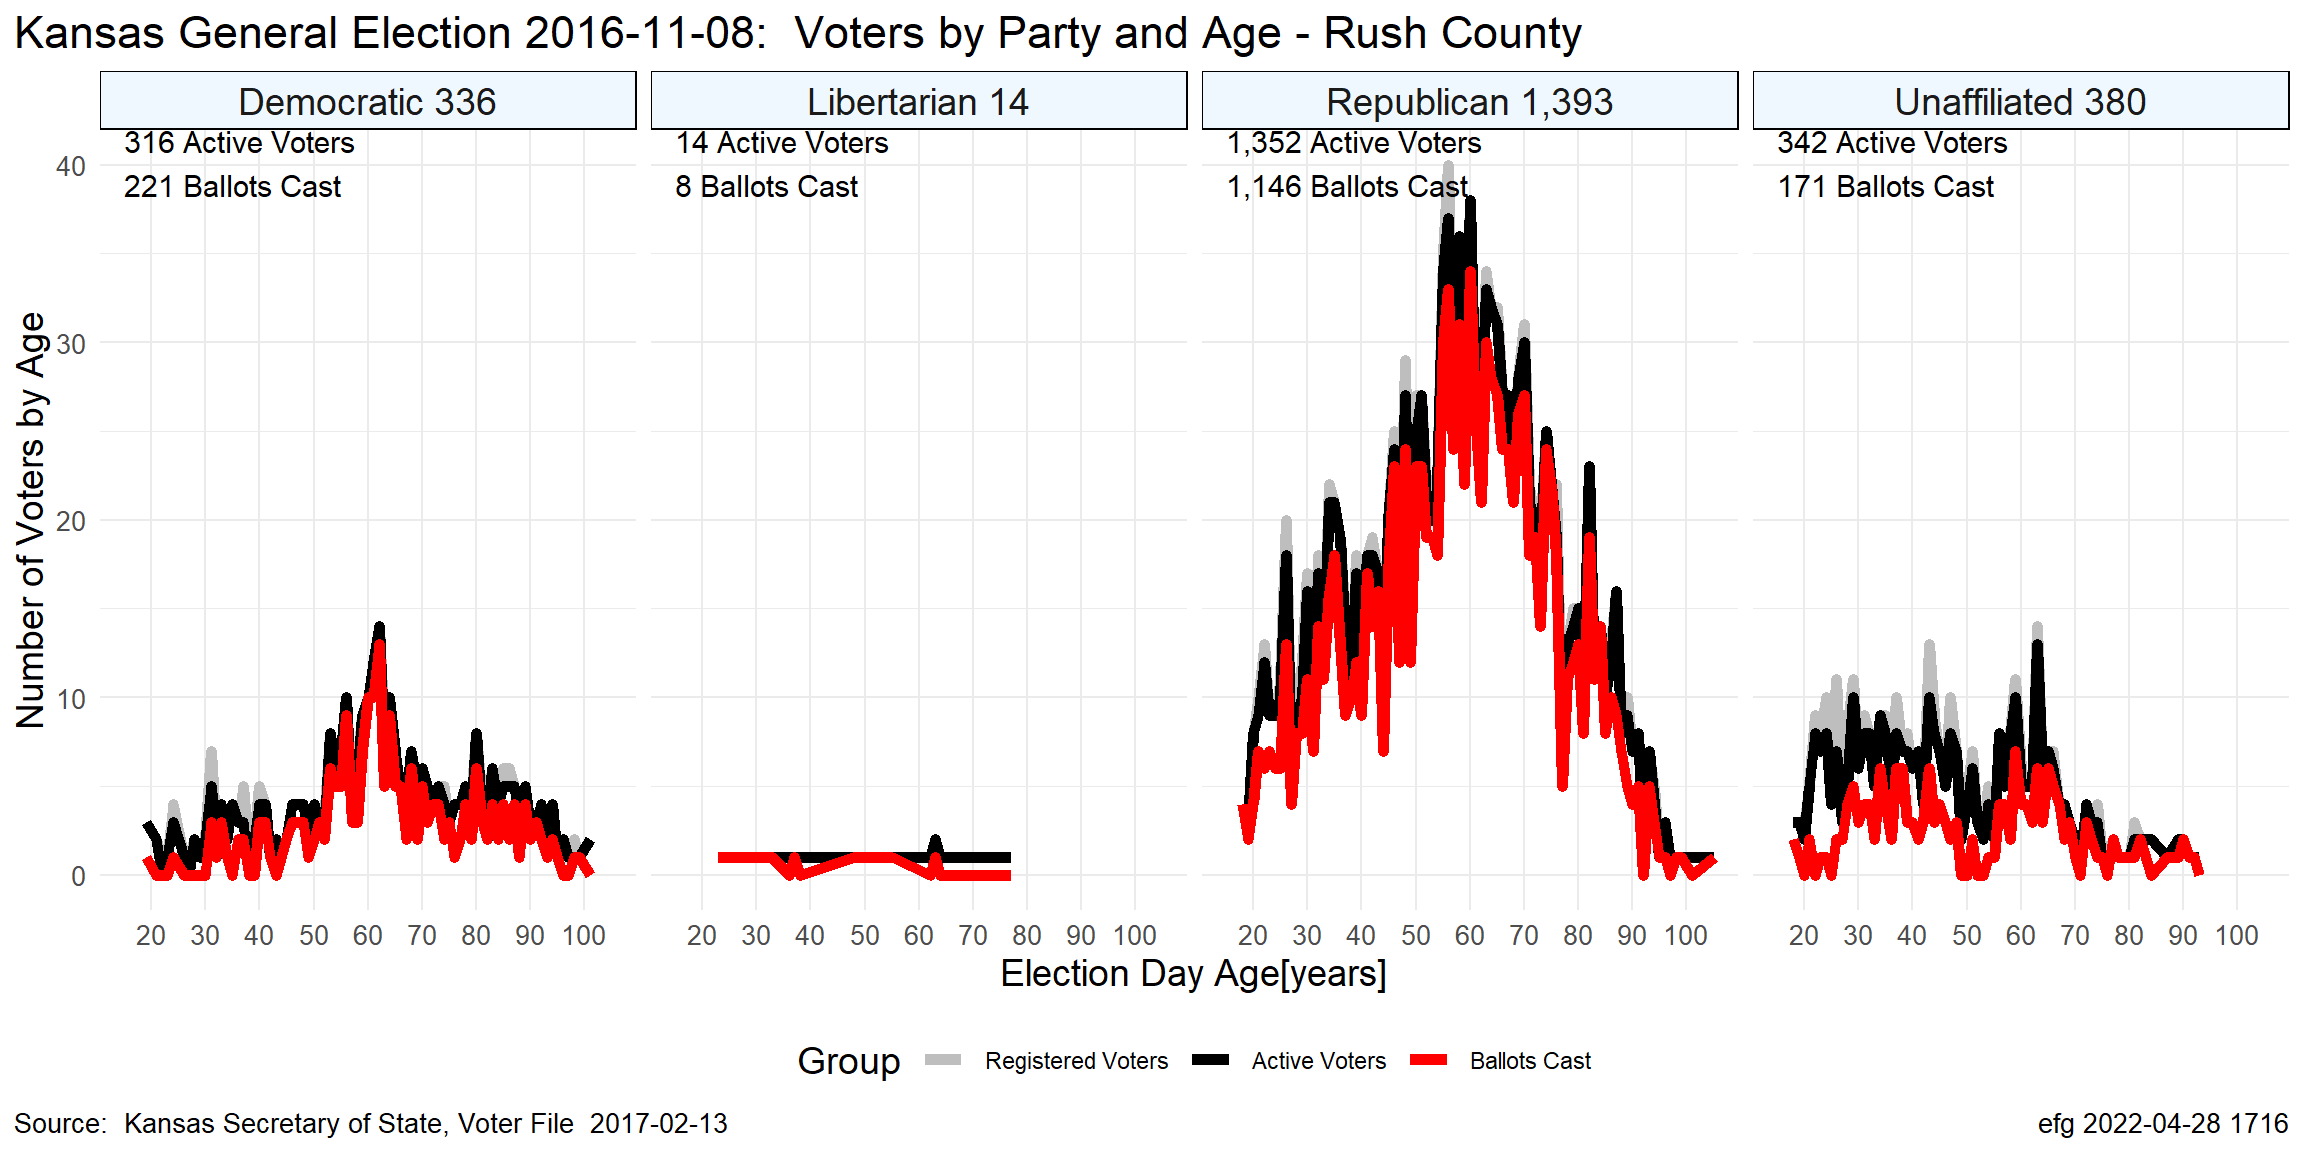 Kansas General Election 2016-11-08:  Voters by Party and Age - Rush County
Democratic 336
Libertarian 14
Republican 1,393
Unaffiliated 380
316 Active Voters
221 Ballots Cast
14 Active Voters
8 Ballots Cast
1,352 Active Voters
1,146 Ballots Cast
342 Active Voters
171 Ballots Cast
Number of Voters by Age
40
30
20
10
0
20 30 40 50 60 70 80 90 100
20 30 40 50 60 70 80 90 100
20 30 40 50 60 70 80 90 100
20 30 40 50 60 70 80 90 100
Election Day Age[years]
Group Registered Voters Active Voters Ballots Cast
Source:  Kansas Secretary of State, Voter File  2017-02-13
efg 2022-04-28 1716